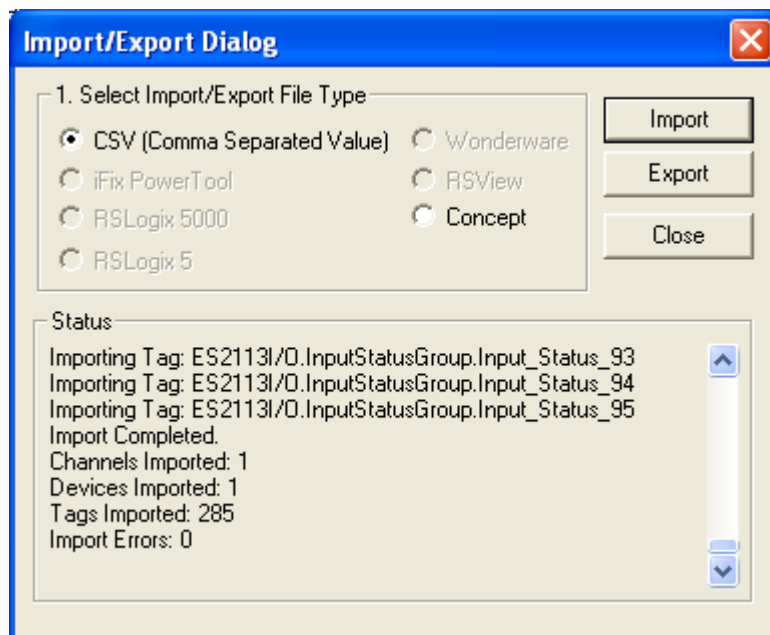 Import/Export Dialog
1. Select Import/Export File Type
CSV (Comma Separated Value)
Wonderware
iFix PowerTool
RSView
RSLogix 5000
Concept
RSLogix 5
Import
Export
Close
Status
Importing Tag: ES2113I/O.InputStatusGroup.Input_Status_93
Importing Tag: ES2113I/O.InputStatusGroup.Input_Status_94
Importing Tag: ES2113I/O.InputStatusGroup.Input_Status_95
Import Completed.
Channels Imported: 1
Devices Imported: 1
Tags Imported: 285
Import Errors: 0